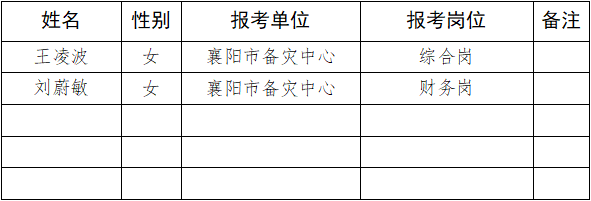 姓名 性别 报考单位 报考岗位 备注
王凌波 女 襄阳市备灾中心 综合岗
刘蔚敏 女 襄阳市备灾中心 财务岗